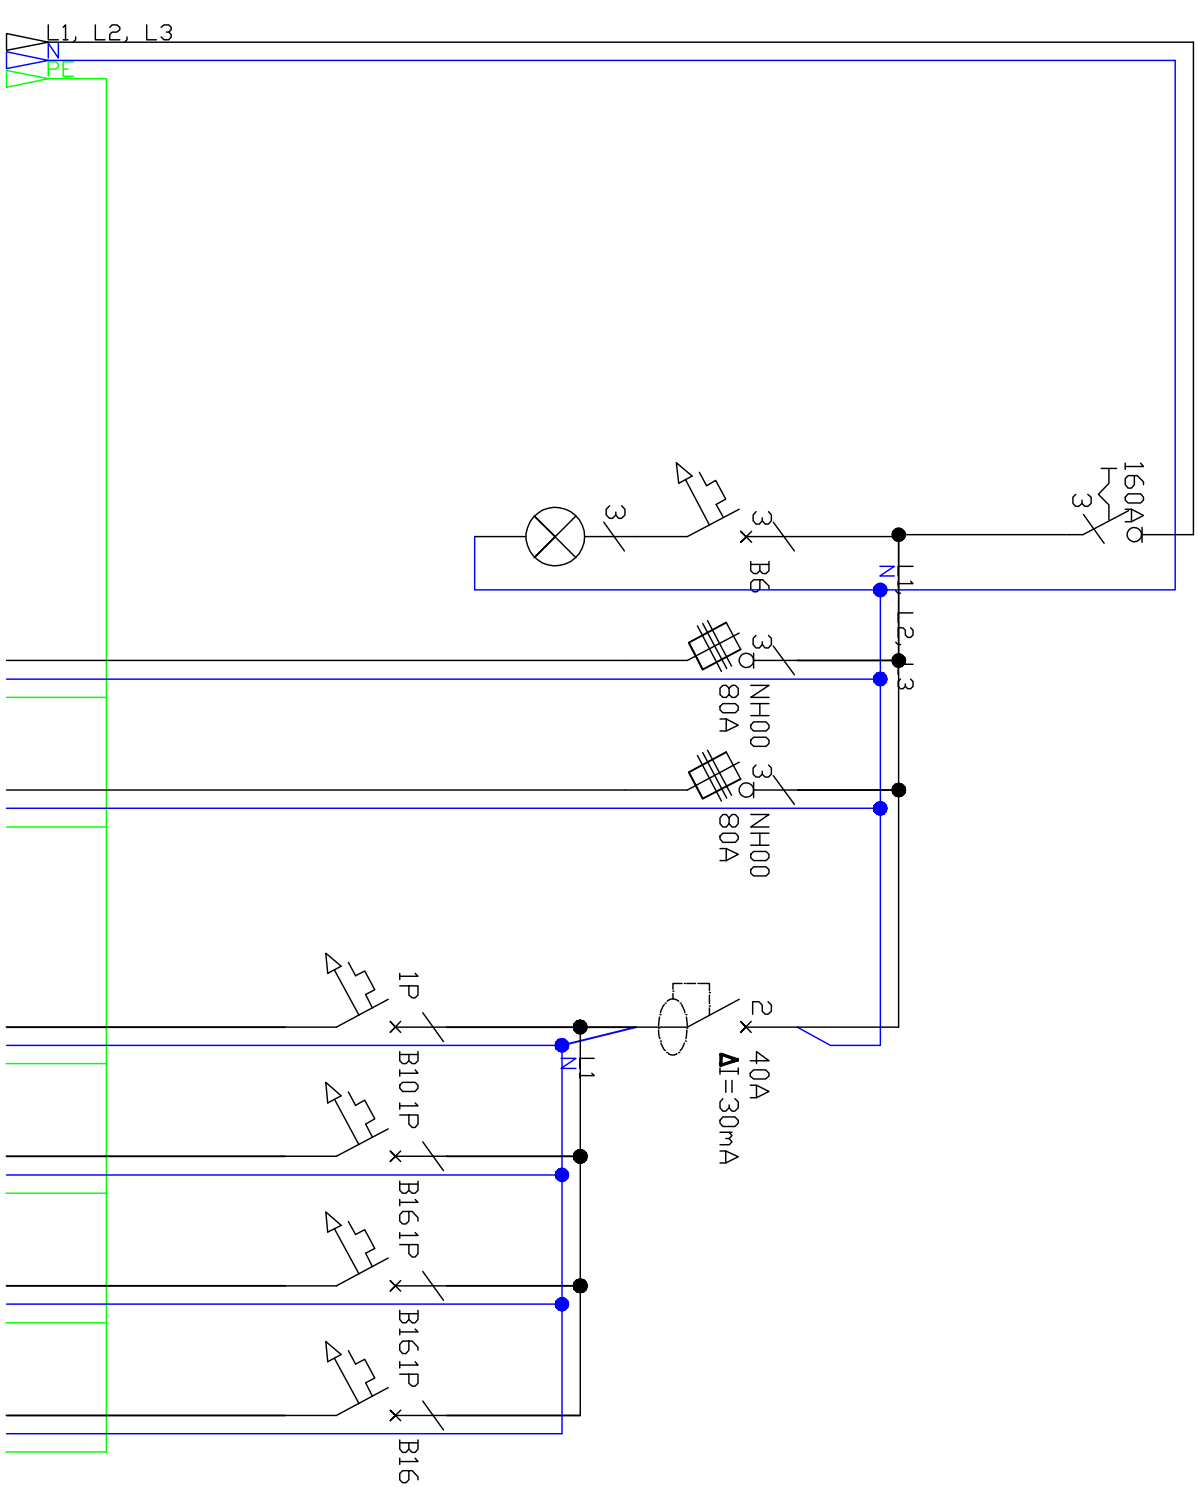 L1, L2, L3
N
PE
160A
3
3
3
B6
N
L1, L2, L3
3
NH00
80A
3
NH00
80A
2
40A
ΔI=30mA
1P
B10
N
L1
1P
B16
1P
B16
1P
B16